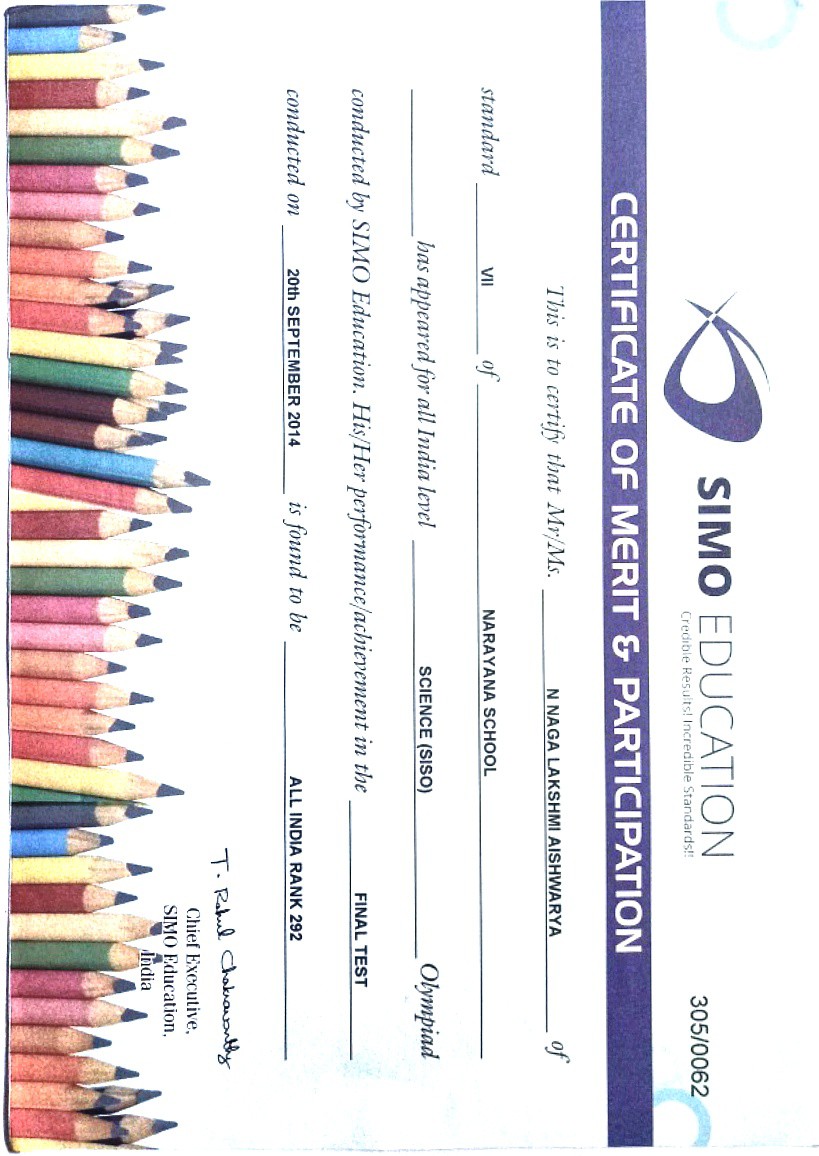 SIMO EDUCATION
Credible Results! Incredible Standards!!
305/0062
CERTIFICATE OF MERIT & PARTICIPATION
This is to certify that Mr/Ms. N NAGA LAKSHMI AISHWARYA of
standard VII of NARAYANA SCHOOL
has appeared for all India level SCIENCE (SISO) Olympiad
conducted by SIMO Education. His/Her performance/achievement in the FINAL TEST
conducted on 20th SEPTEMBER 2014 is found to be ALL INDIA RANK 292
T. Rahul Chakravarthy
Chief Executive,
SIMO Education,
India